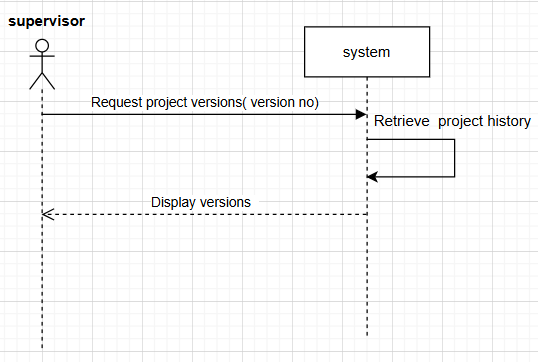 supervisor
system
Request project versions( version no)
Retrieve  project history
Display versions